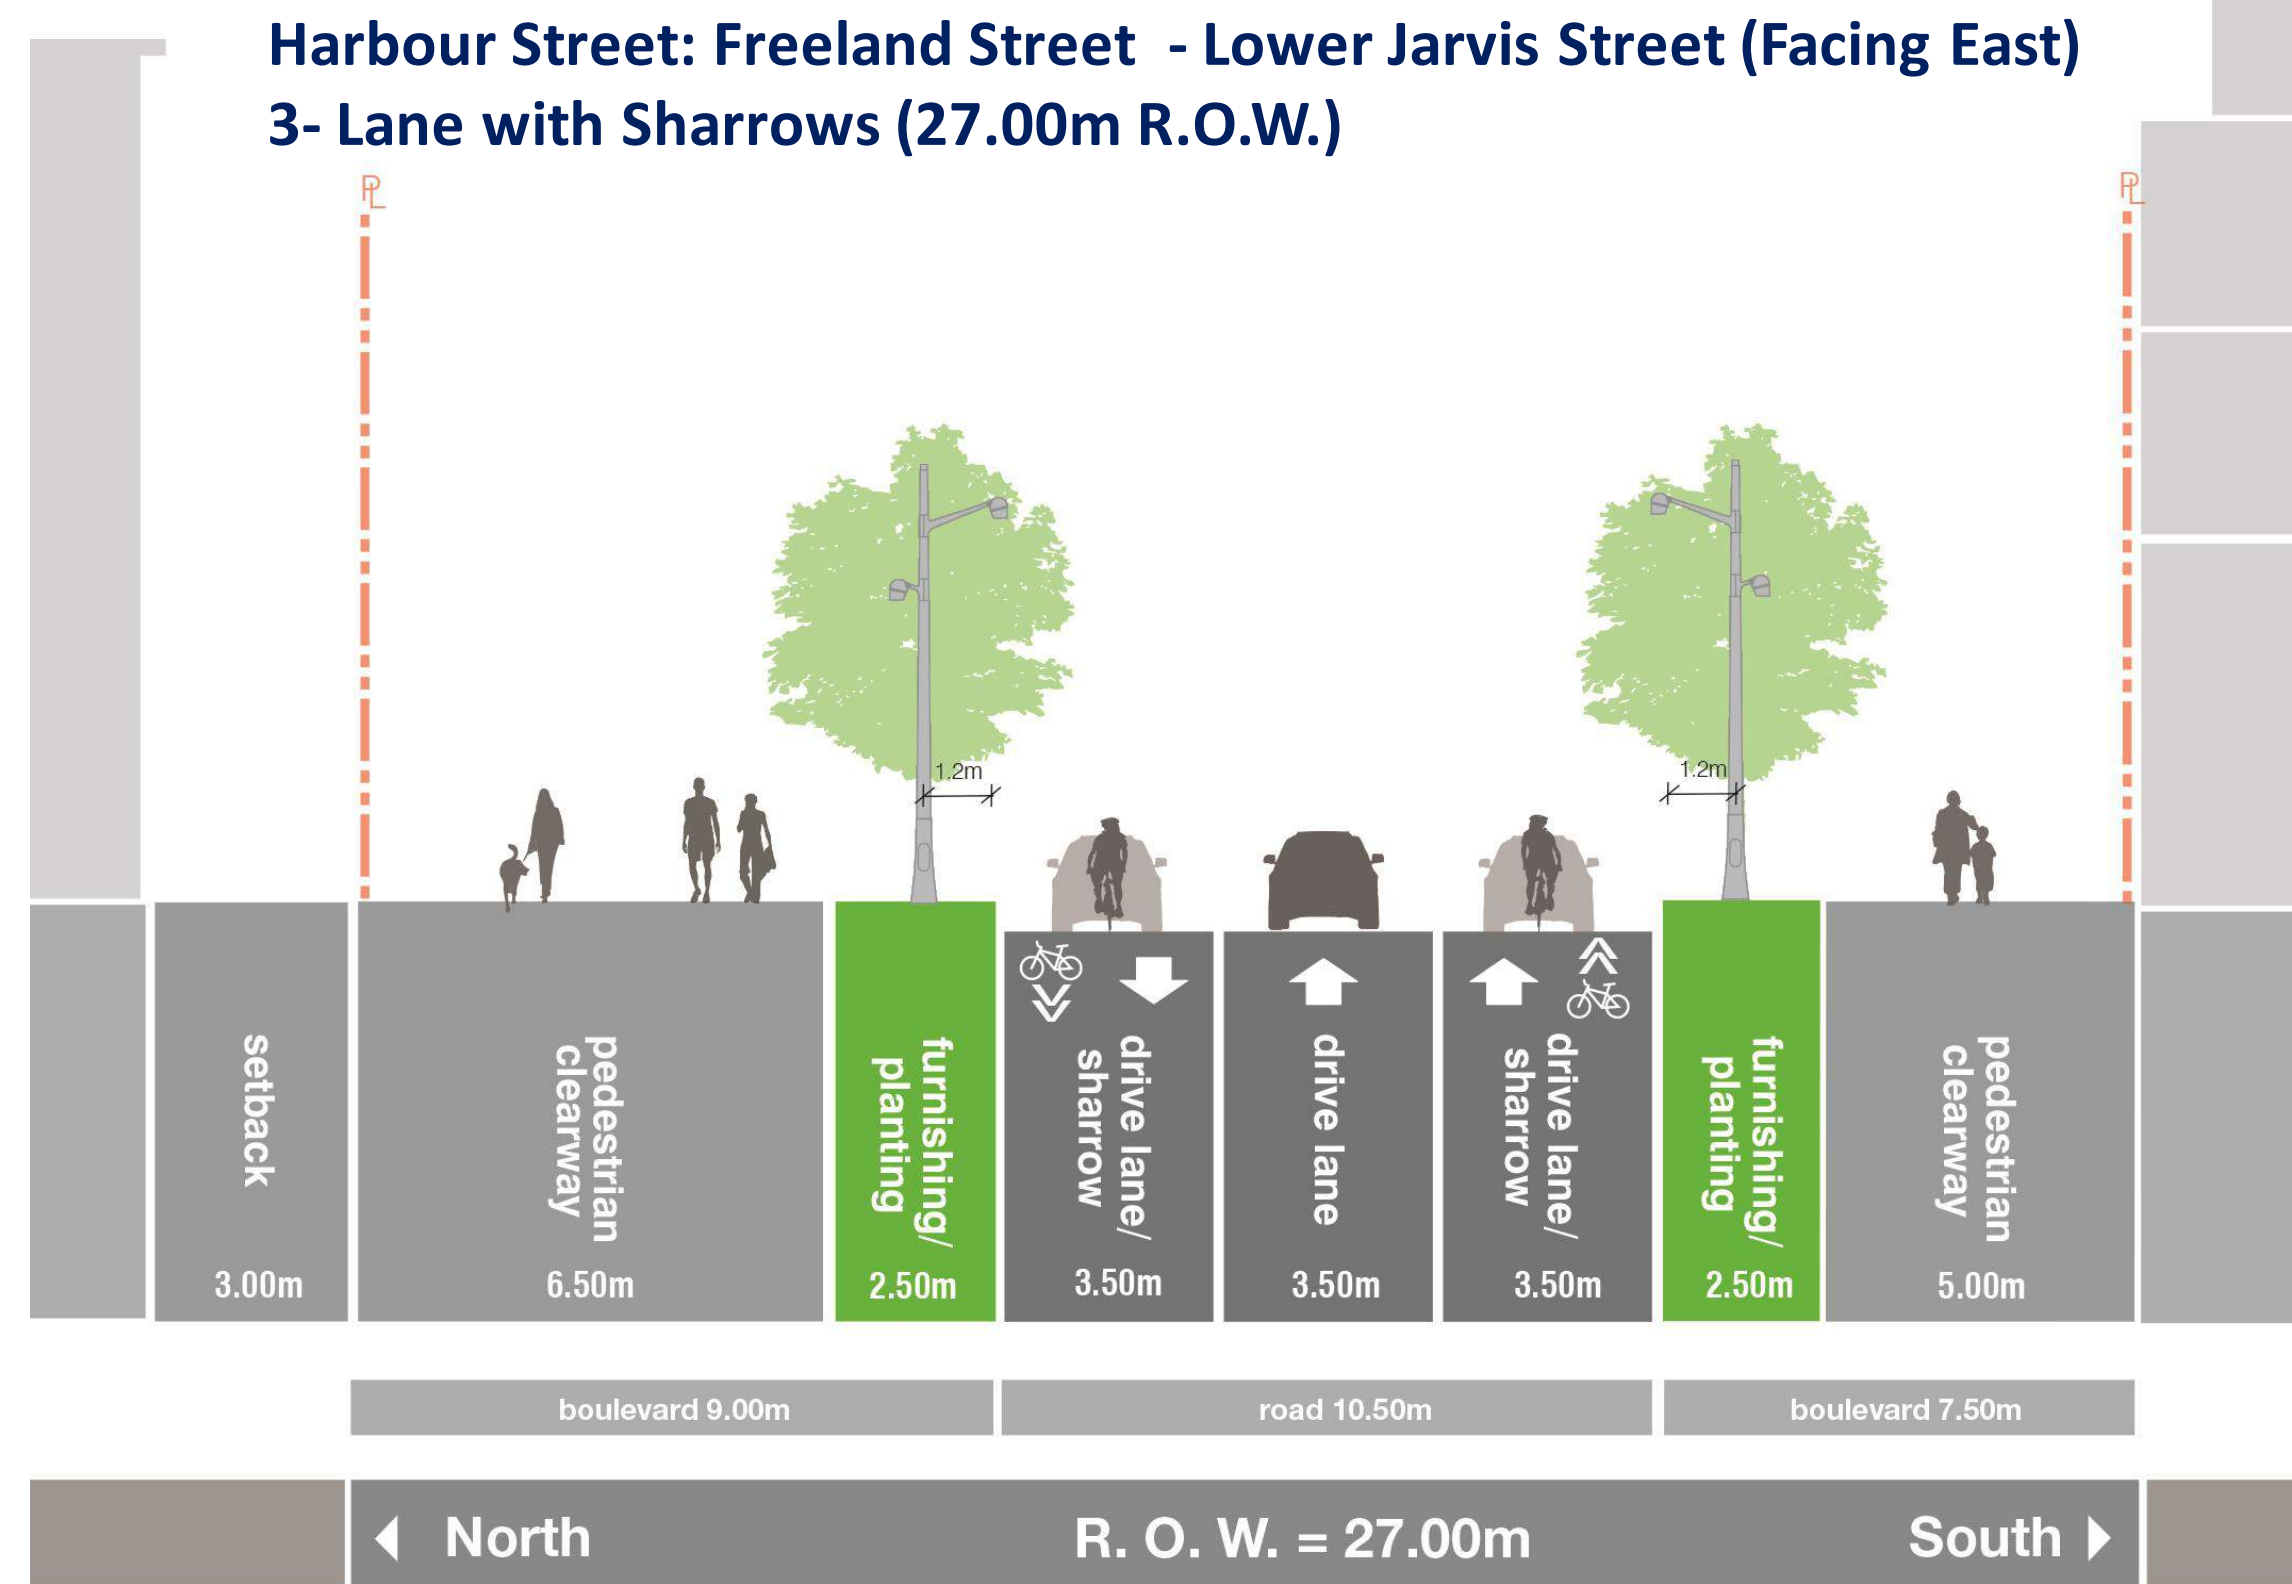 Harbour Street: Freeland Street - Lower Jarvis Street (Facing East)
3- Lane with Sharrows (27.00m R.O.W.)
PL
PL
1.2m
1.2m
setback
3.00m
pedestrian
clearway
6.50m
furnishing/
planting
2.50m
drive lane/
sharrow
3.50m
drive lane
3.50m
drive lane/
sharrow
3.50m
furnishing/
planting
2.50m
pedestrian
clearway
5.00m
boulevard 9.00m
road 10.50m
boulevard 7.50m
North
R. O. W. = 27.00m
South